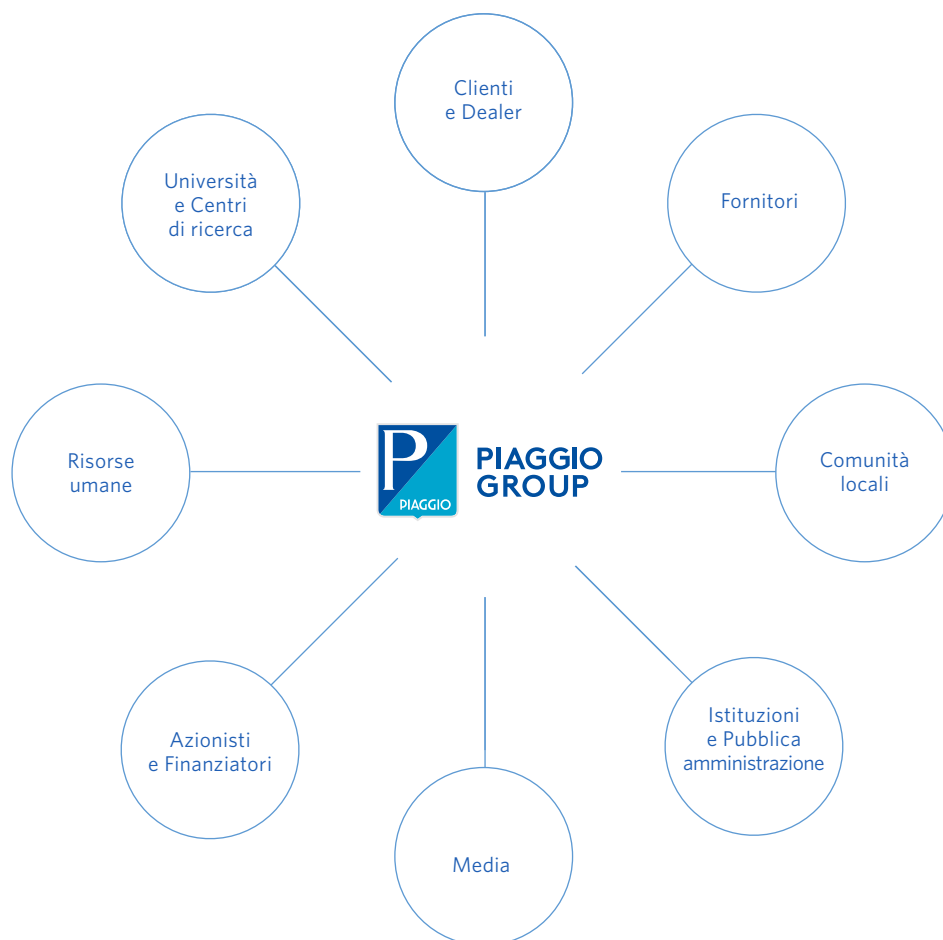 Clienti
e Dealer
Università
e Centri
di ricerca
Fornitori
Risorse
umane
P
PIAGGIO
PIAGGIO
GROUP
Comunità
locali
Azionisti
e Finanziatori
Istituzioni
e Pubblica
amministrazione
Media